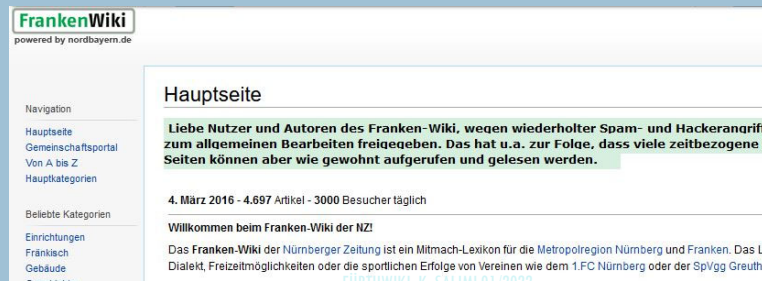 FrankenWiki
powered by nordbayern.de
Navigation
Hauptseite
Gemeinschaftsportal
Von A bis Z
Hauptkategorien
Beliebte Kategorien
Einrichtungen
Fränkisch
Gebäude
Hauptseite
Liebe Nutzer und Autoren des Franken-Wiki, wegen wiederholter Spam- und Hackerangriff
zum allgemeinen Bearbeiten freigegeben. Das hat u.a. zur Folge, dass viele zeitbezogene
Seiten können aber wie gewohnt aufgerufen und gelesen werden.
4. März 2016 - 4.697 Artikel - 3000 Besucher täglich
Willkommen beim Franken-Wiki der NZ!
Das Franken-Wiki der Nürnberger Zeitung ist ein Mitmach-Lexikon für die Metropolregion Nürnberg und Franken. Das L
Dialekt, Freizeitmöglichkeiten oder die sportlichen Erfolge von Vereinen wie dem 1.FC Nürnberg oder der SpVgg Greuth